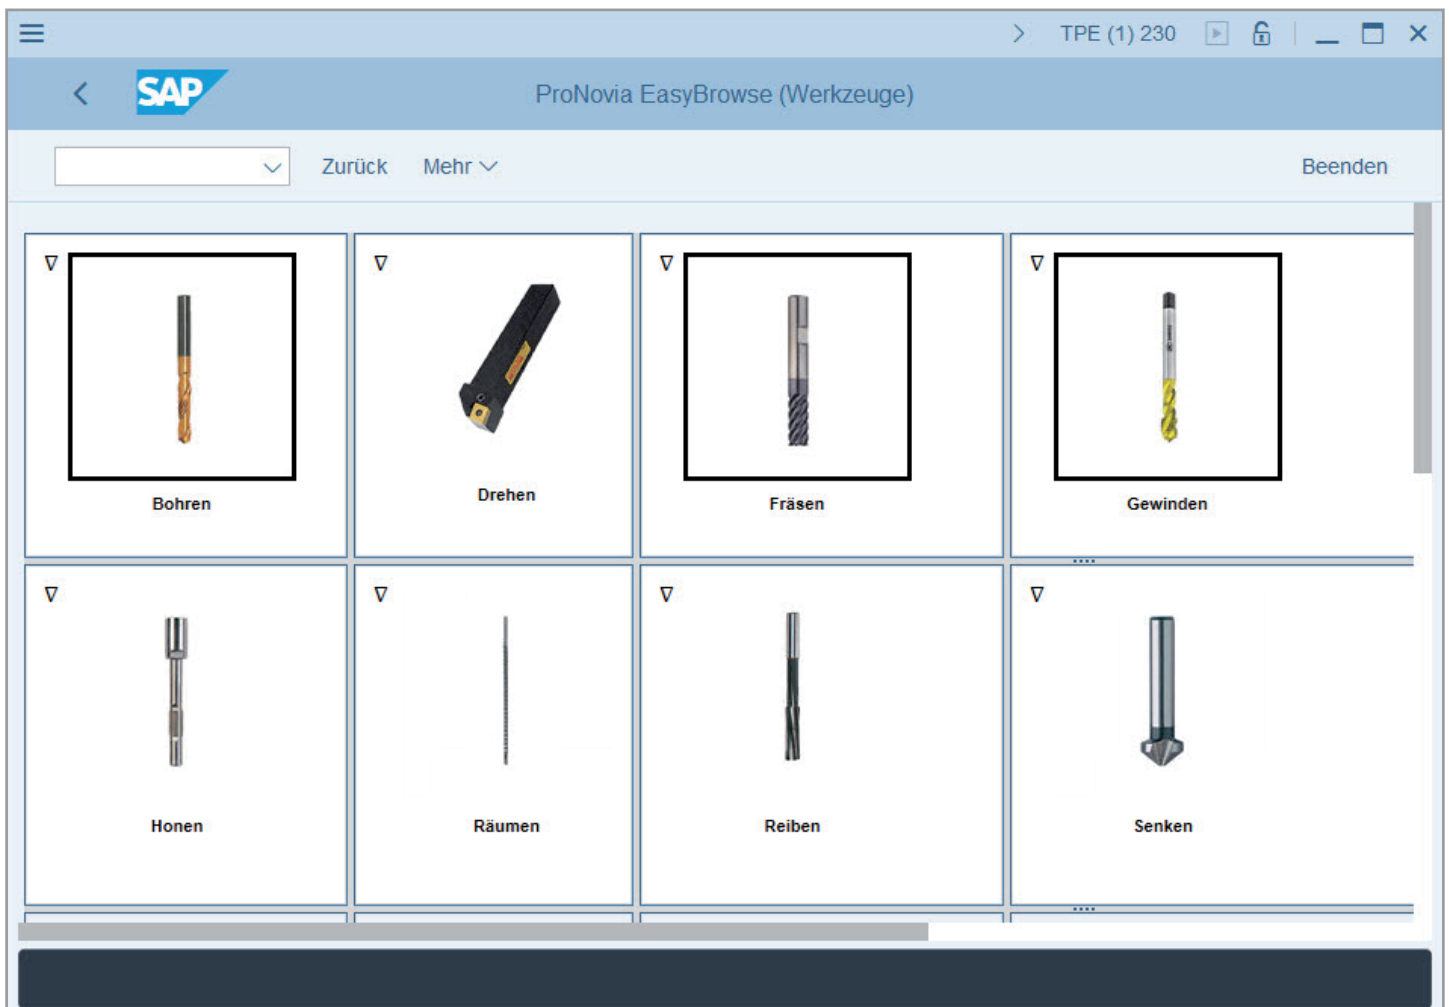 TPE (1) 230
SAP
ProNovia EasyBrowse (Werkzeuge)
Zurück Mehr Beenden
Bohren Drehen Fräsen Gewinden
Honen Räumen Reiben Senken